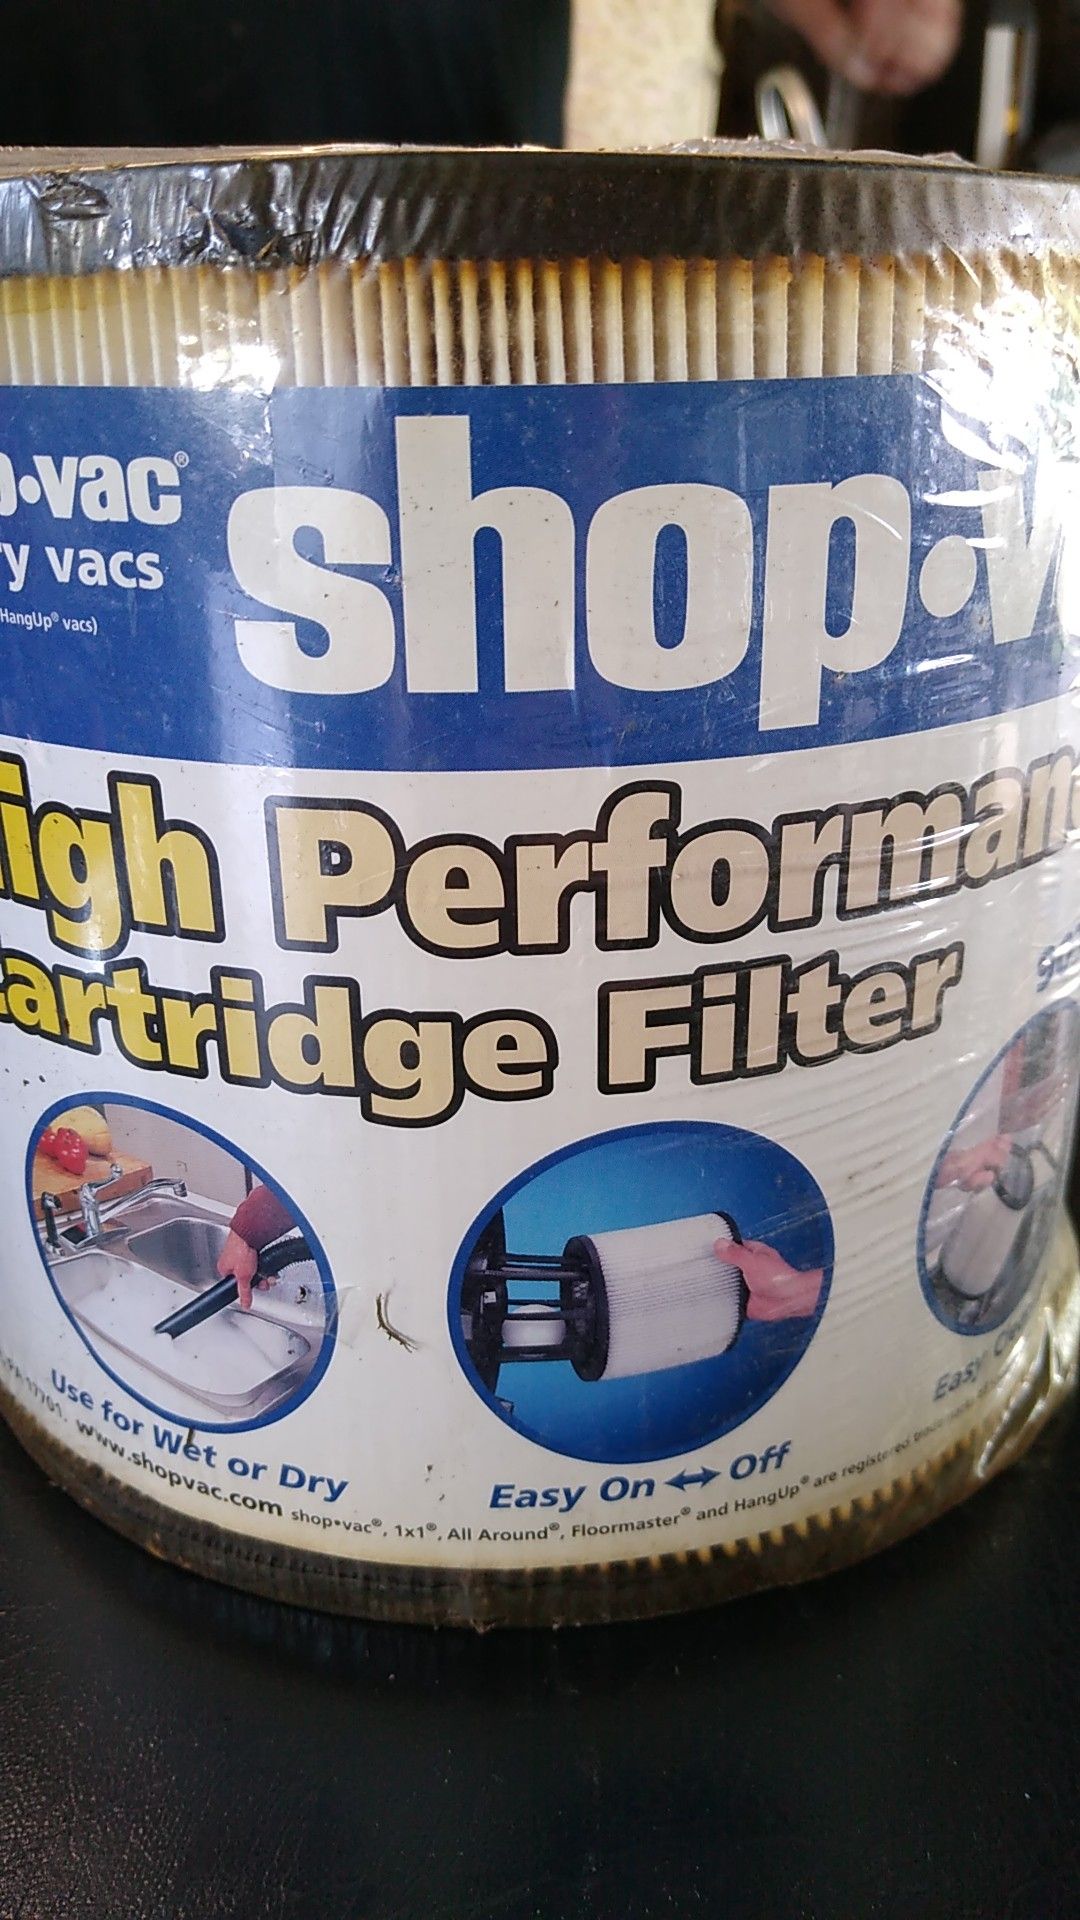 vac®
vacs
HangUp® vacs)
shop
igh Performan
artridge Filter
Use for Wet or Dry
17701. www.shopvac.com shop•vac®, 1x1®, All Around®, Floormaster® and HangUp® are registered
Easy On ↔ Off
Easy